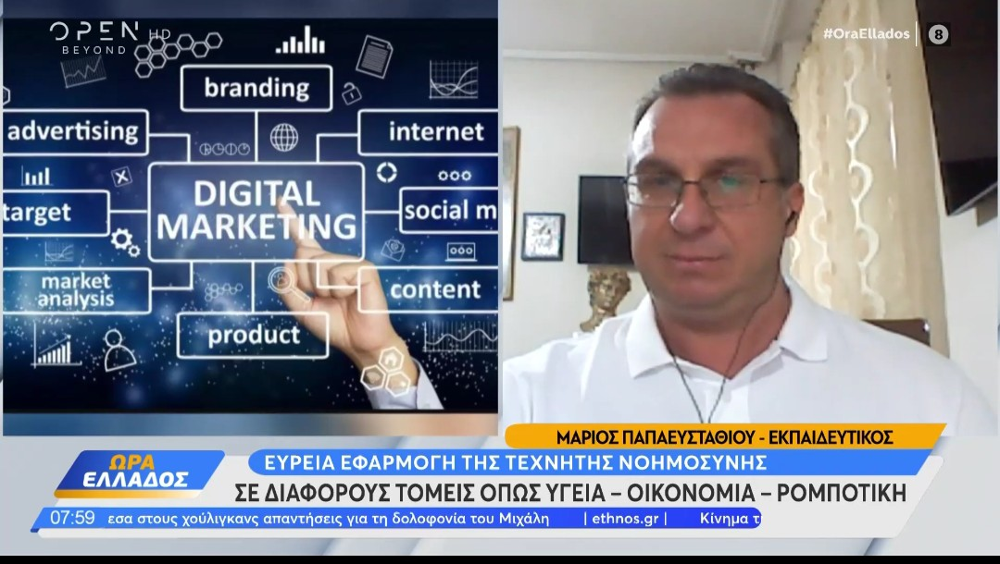 OPEN HD
BEYOND
#OraEllados
8
branding
advertising
internet
DIGITAL
MARKETING
target
social m
market
analysis
content
product
ΜΑΡΙΟΣ ΠΑΠΑΕΥΣΤΑΘΙΟΥ - ΕΚΠΑΙΔΕΥΤΙΚΟΣ
ΩΡΑ
ΕΛΛΑΔΟΣ
ΕΥΡΕΙΑ ΕΦΑΡΜΟΓΗ ΤΗΣ ΤΕΧΝΗΤΗΣ ΝΟΗΜΟΣΥΝΗΣ
ΣΕ ΔΙΑΦΟΡΟΥΣ ΤΟΜΕΙΣ ΟΠΩΣ ΥΓΕΙΑ – ΟΙΚΟΝΟΜΙΑ – ΡΟΜΠΟΤΙΚΗ
07:59 εσα στους χούλιγκανς απαντήσεις για τη δολοφονία του Μιχάλη | ethnos.gr | Κίνημα τ